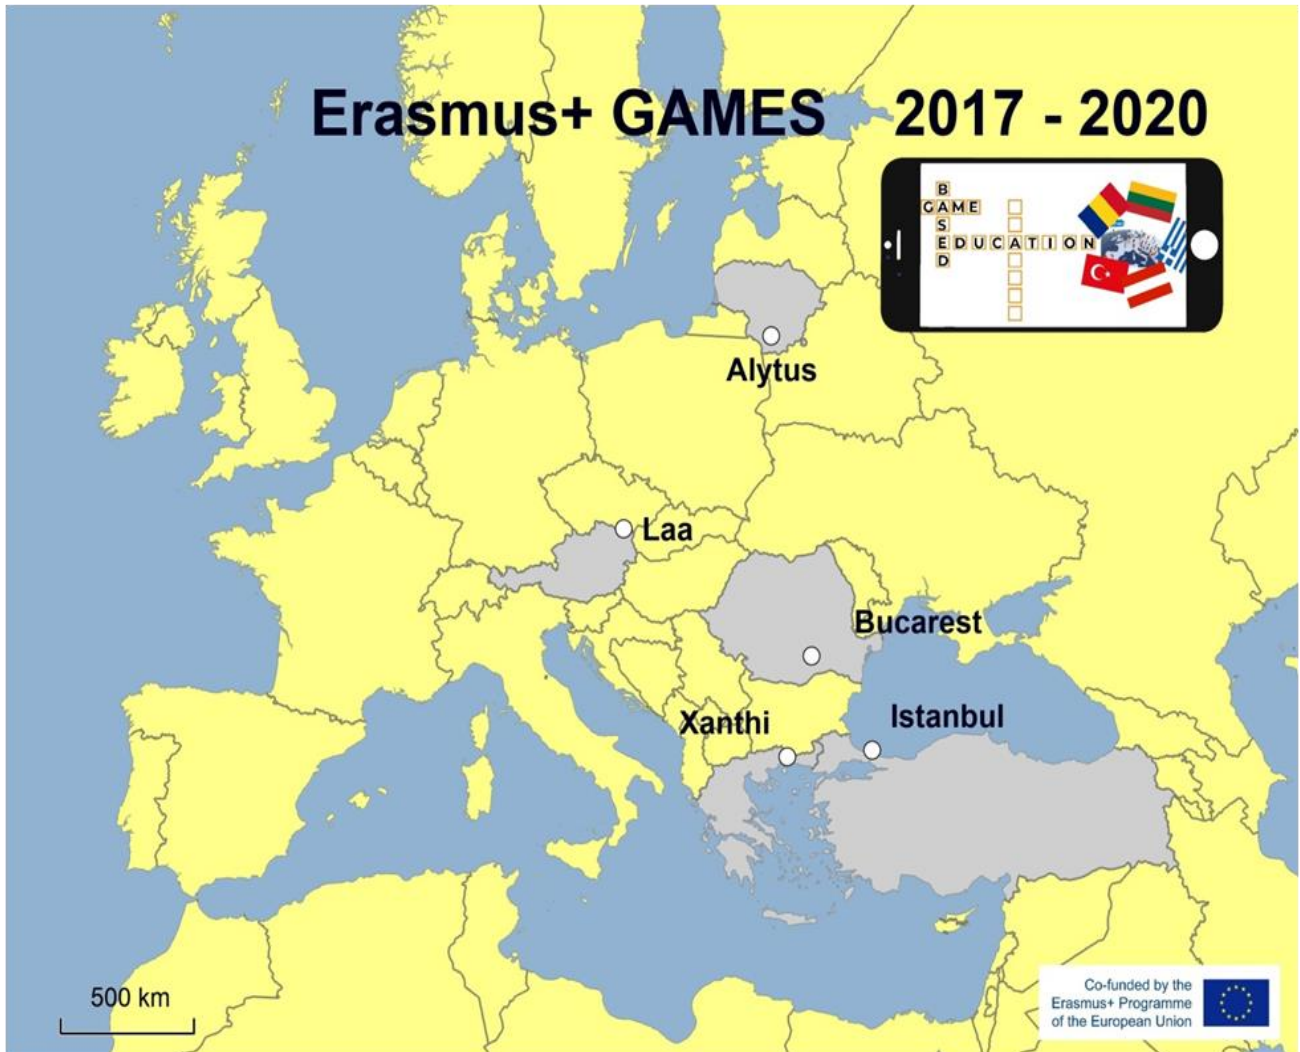 Erasmus+ GAMES 2017 - 2020
BASED
GAME
EDUCATION
Alytus
Laa
Bucarest
Xanthi
Istanbul
500 km
Co-funded by the
Erasmus+ Programme
of the European Union